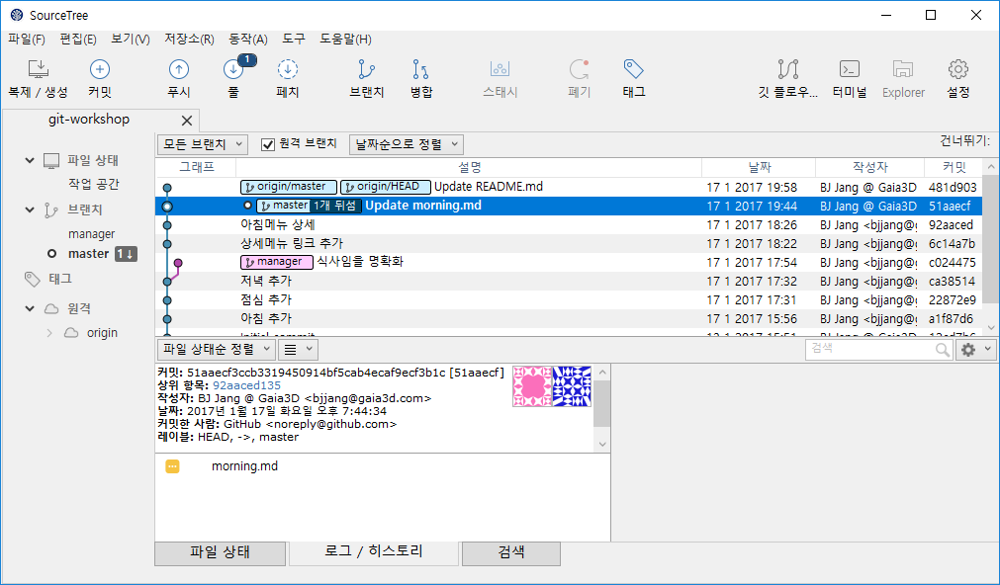 SourceTree
파일(F) 편집(E) 보기(V) 저장소(R) 동작(A) 도구 도움말(H)
1
복제 / 생성 커밋 푸시 풀 페치 브랜치 병합 스태시 폐기 태그 깃 플로우... 터미널 Explorer 설정
git-workshop
모든 브랜치 원격 브랜치 날짜순으로 정렬 건너뛰기:
파일 상태
작업 공간
브랜치
manager
master 1↓
태그
원격
origin
그래프 설명 날짜 작성자 커밋
origin/master origin/HEAD Update README.md 17 1 2017 19:58 BJ Jang @ Gaia3D 481d903
master 1개 뒤섬 Update morning.md 17 1 2017 19:44 BJ Jang @ Gaia3D 51aaecf
아침메뉴 상세 17 1 2017 18:26 BJ Jang <bjjang@g 92aaced
상세메뉴 링크 추가 17 1 2017 18:22 BJ Jang <bjjang@g 6c14a7b
manager 식사임을 명확화 17 1 2017 17:54 BJ Jang <bjjang@g c024475
저녁 추가 17 1 2017 17:32 BJ Jang <bjjang@g ca38514
점심 추가 17 1 2017 17:31 BJ Jang <bjjang@g 22872e9
아침 추가 17 1 2017 15:56 BJ Jang <bjjang@g a1f87d6
파일 상태순 정렬 검색
커밋: 51aaecf3ccb3319450914bf5cab4ecaf9ecf3b1c [51aaecf]
상위 항목: 92aaced135
작성자: BJ Jang @ Gaia3D <bjjang@gaia3d.com>
날짜: 2017년 1월 17일 화요일 오후 7:44:34
커밋한 사람: GitHub <noreply@github.com>
레이블: HEAD, ->, master
morning.md
파일 상태 로그 / 히스토리 검색